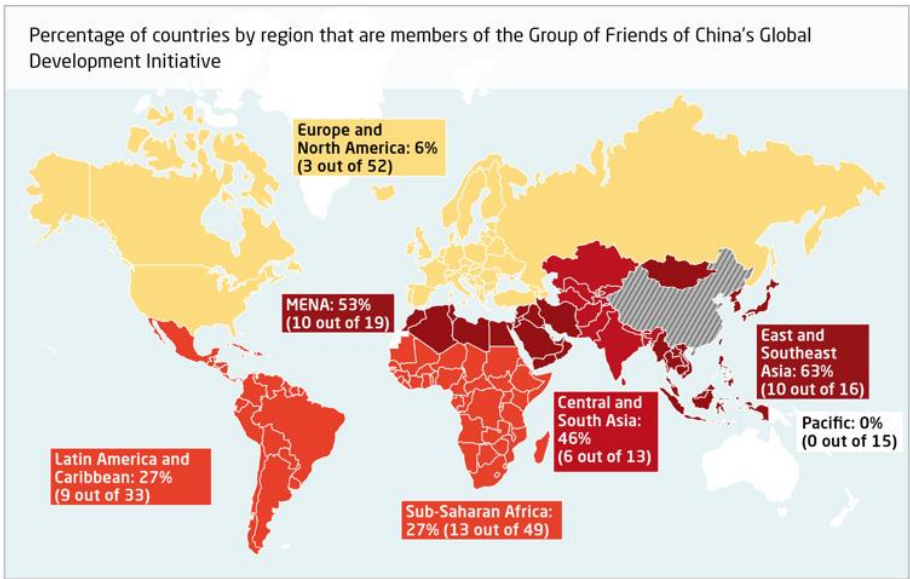 Percentage of countries by region that are members of the Group of Friends of China's Global
Development Initiative
Europe and
North America: 6%
(3 out of 52)
MENA: 53%
(10 out of 19)
East and
Southeast
Asia: 63%
(10 out of 16)
Central and
South Asia:
46%
(6 out of 13)
Pacific: 0%
(0 out of 15)
Latin America and
Caribbean: 27%
(9 out of 33)
Sub-Saharan Africa:
27% (13 out of 49)